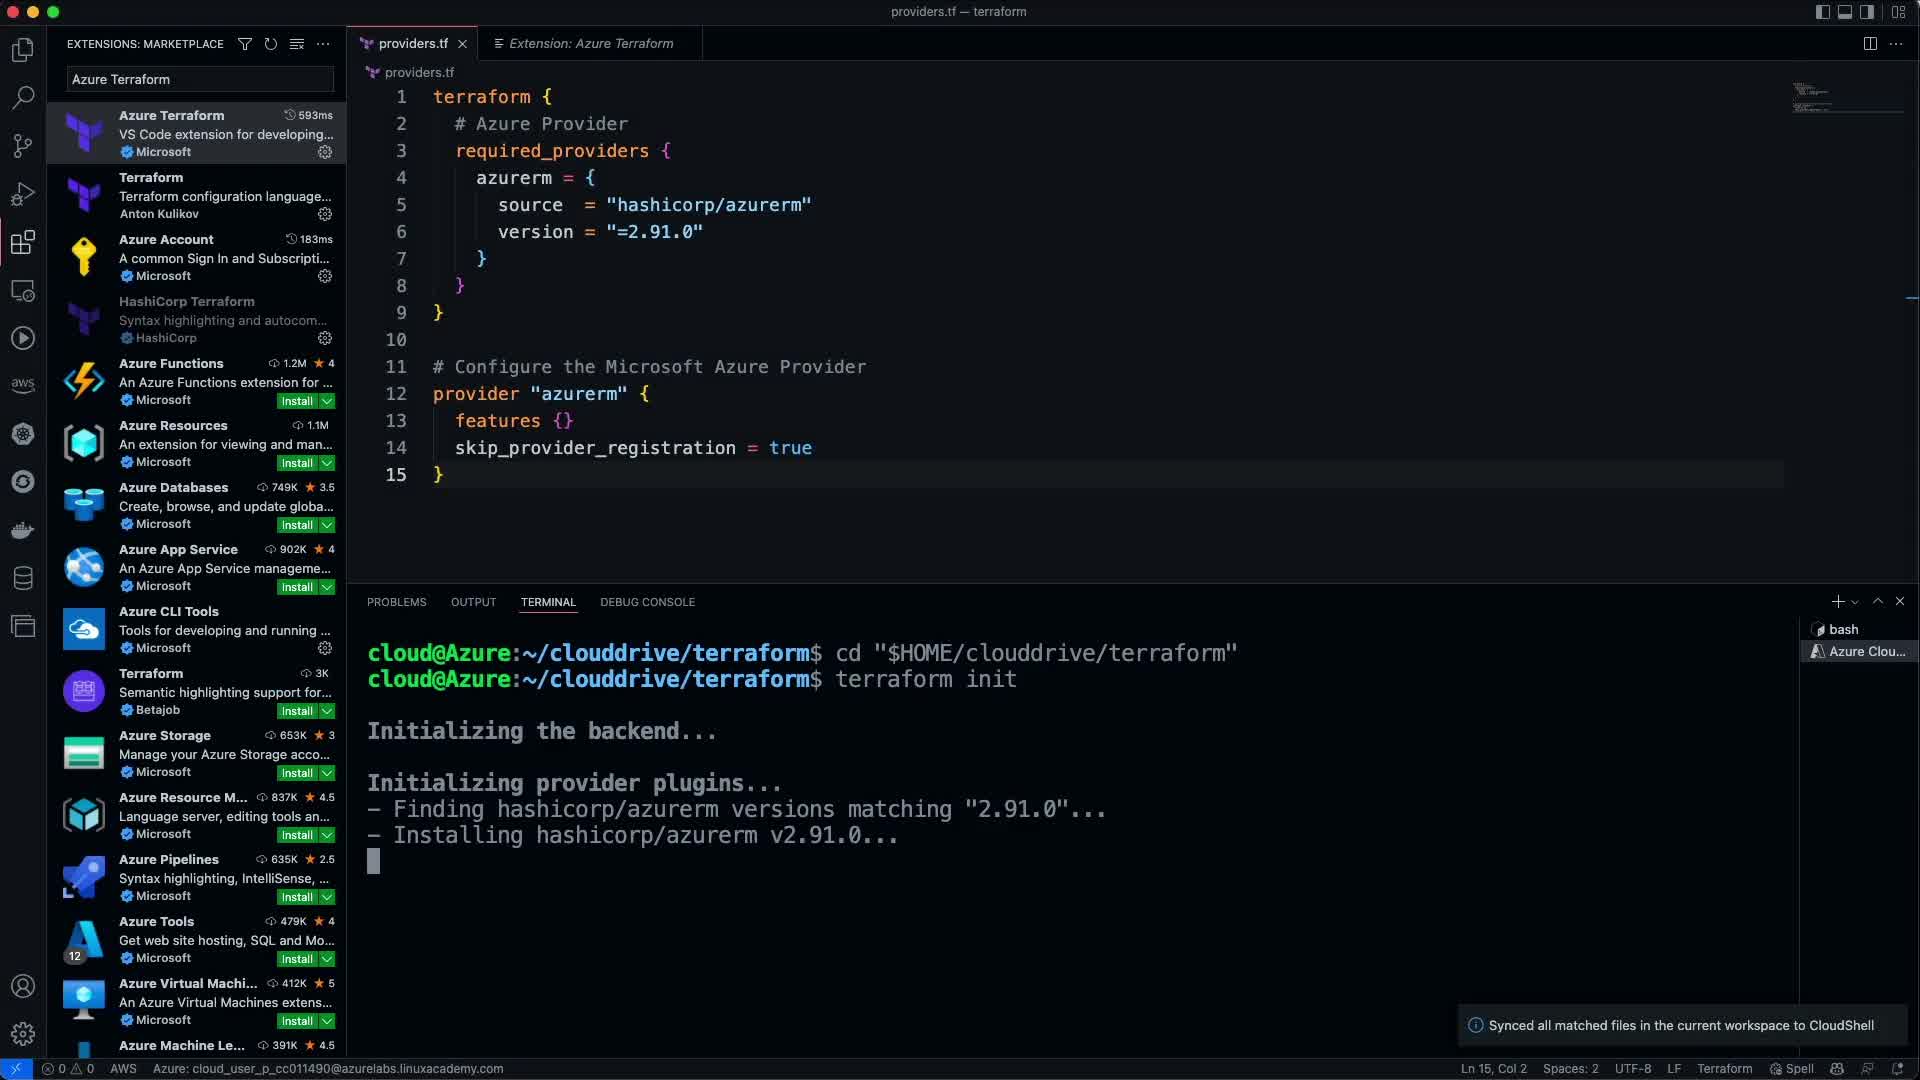 providers.tf — terraform
EXTENSIONS: MARKETPLACE
Azure Terraform
Azure Terraform 593ms
VS Code extension for developing...
Microsoft
Terraform
Terraform configuration language...
Anton Kulikov
Azure Account 183ms
A common Sign In and Subscripti...
Microsoft
HashiCorp Terraform
Syntax highlighting and autocom...
HashiCorp
Azure Functions 1.2M 4
An Azure Functions extension for ...
Microsoft Install
Azure Resources 1.1M
An extension for viewing and man...
Microsoft Install
Azure Databases 749K 3.5
Create, browse, and update globa...
Microsoft Install
Azure App Service 902K 4
An Azure App Service manageme...
Microsoft Install
Azure CLI Tools
Tools for developing and running ...
Microsoft
Terraform 3K
Semantic highlighting support for...
Betajob Install
Azure Storage 653K 3
Manage your Azure Storage acco...
Microsoft Install
Azure Resource M... 837K 4.5
Language server, editing tools an...
Microsoft Install
Azure Pipelines 635K 2.5
Syntax highlighting, IntelliSense, ...
Microsoft Install
Azure Tools 479K 4
Get web site hosting, SQL and Mo...
12 Microsoft Install
Azure Virtual Machi... 412K 5
An Azure Virtual Machines extens...
Microsoft Install
Azure Machine Le... 391K 4.5
aws
providers.tf Extension: Azure Terraform
providers.tf
1 terraform {
2 # Azure Provider
3 required_providers {
4 azurerm = {
5 source = "hashicorp/azurerm"
6 version = "=2.91.0"
7 }
8 }
9 }
10
11 # Configure the Microsoft Azure Provider
12 provider "azurerm" {
13 features {}
14 skip_provider_registration = true
15 }
PROBLEMS OUTPUT TERMINAL DEBUG CONSOLE
bash
Azure Clou...
cloud@Azure:~/clouddrive/terraform$ cd "$HOME/clouddrive/terraform"
cloud@Azure:~/clouddrive/terraform$ terraform init
Initializing the backend...
Initializing provider plugins...
- Finding hashicorp/azurerm versions matching "2.91.0"...
- Installing hashicorp/azurerm v2.91.0...
Synced all matched files in the current workspace to CloudShell
0 0 AWS Azure: cloud_user_p_cc011490@azurelabs.linuxacademy.com
Ln 15, Col 2 Spaces: 2 UTF-8 LF Terraform Spell